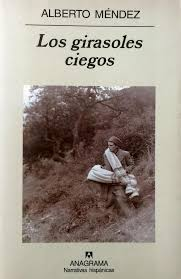 ALBERTO MÉNDEZ
Los girasoles
ciegos
ANAGRAMA
Narrativas hispánicas